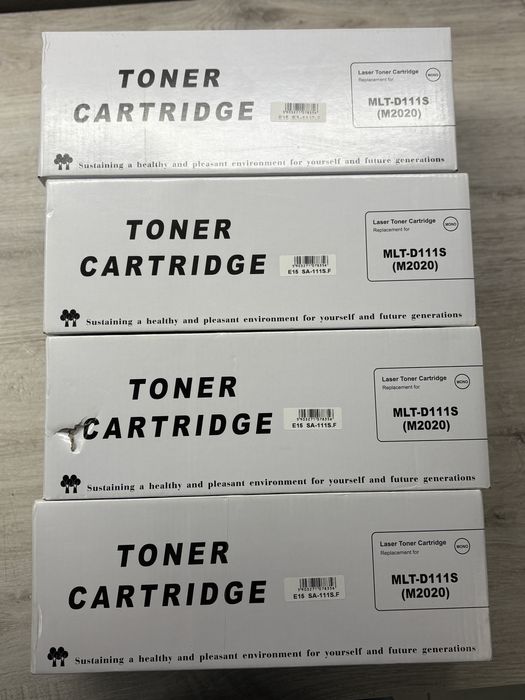 TONER
CARTRIDGE
Laser Toner Cartridge
Replacement for
MONO
MLT-D111S
(M2020)
Sustaining a healthy and pleasant environment for yourself and future generations
TONER
CARTRIDGE
5903271078356
E15 SA-111S.F
Laser Toner Cartridge
Replacement for
MONO
MLT-D111S
(M2020)
Sustaining a healthy and pleasant environment for yourself and future generations
TONER
CARTRIDGE
5903271078356
E15 SA-111S.F
Laser Toner Cartridge
Replacement for
MONO
MLT-D111S
(M2020)
Sustaining a healthy and pleasant environment for yourself and future generations
TONER
CARTRIDGE
5903271078356
E15 SA-111S.F
Laser Toner Cartridge
Replacement for
MONO
MLT-D111S
(M2020)
Sustaining a healthy and pleasant environment for yourself and future generations